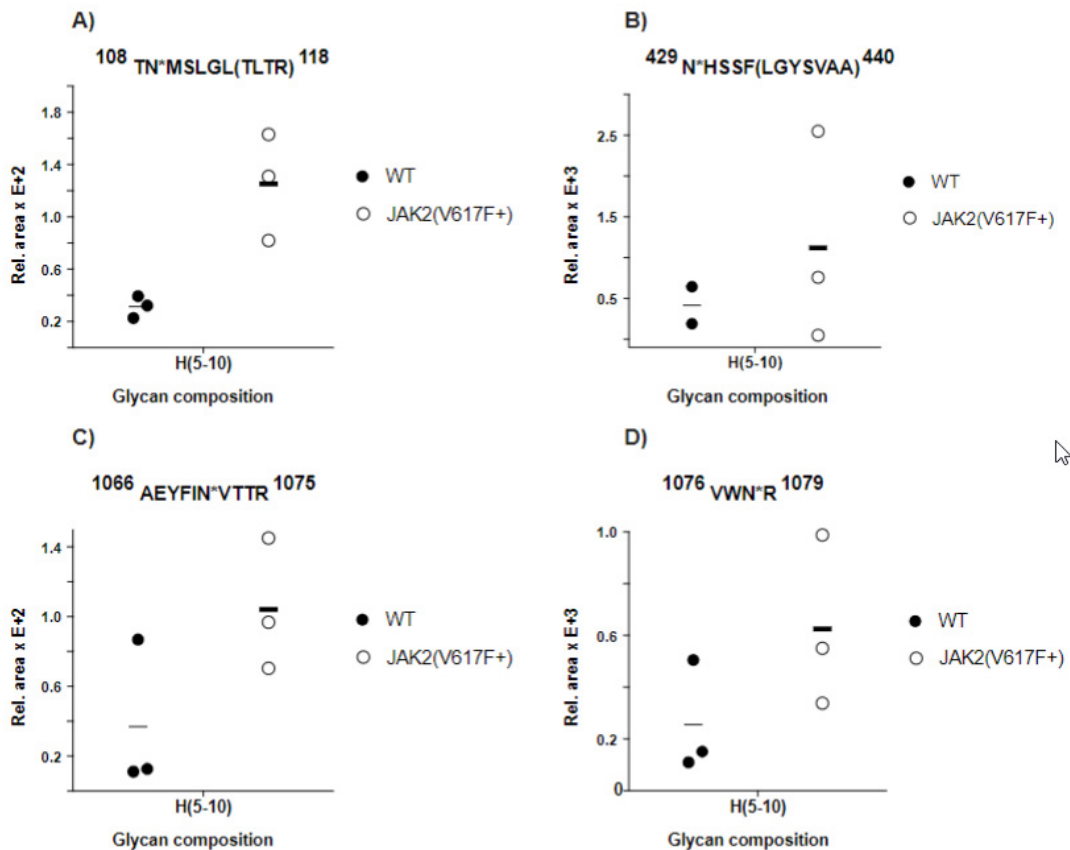 A)
108 TN*MSLGL(TLTR) 118
Rel. area x E+2
1.8
1.4
1.0
0.6
0.2
H(5-10)
Glycan composition
WT
JAK2(V617F+)
B)
429 N*HSSF(LGYSVAA) 440
Rel. area x E+3
2.5
1.5
0.5
H(5-10)
Glycan composition
WT
JAK2(V617F+)
C)
1066 AEYFIN*VTTR 1075
Rel. area x E+2
1.4
1.0
0.6
0.2
H(5-10)
Glycan composition
WT
JAK2(V617F+)
D)
1076 VWN*R 1079
Rel. area x E+3
1.0
0.6
0.2
0
H(5-10)
Glycan composition
WT
JAK2(V617F+)